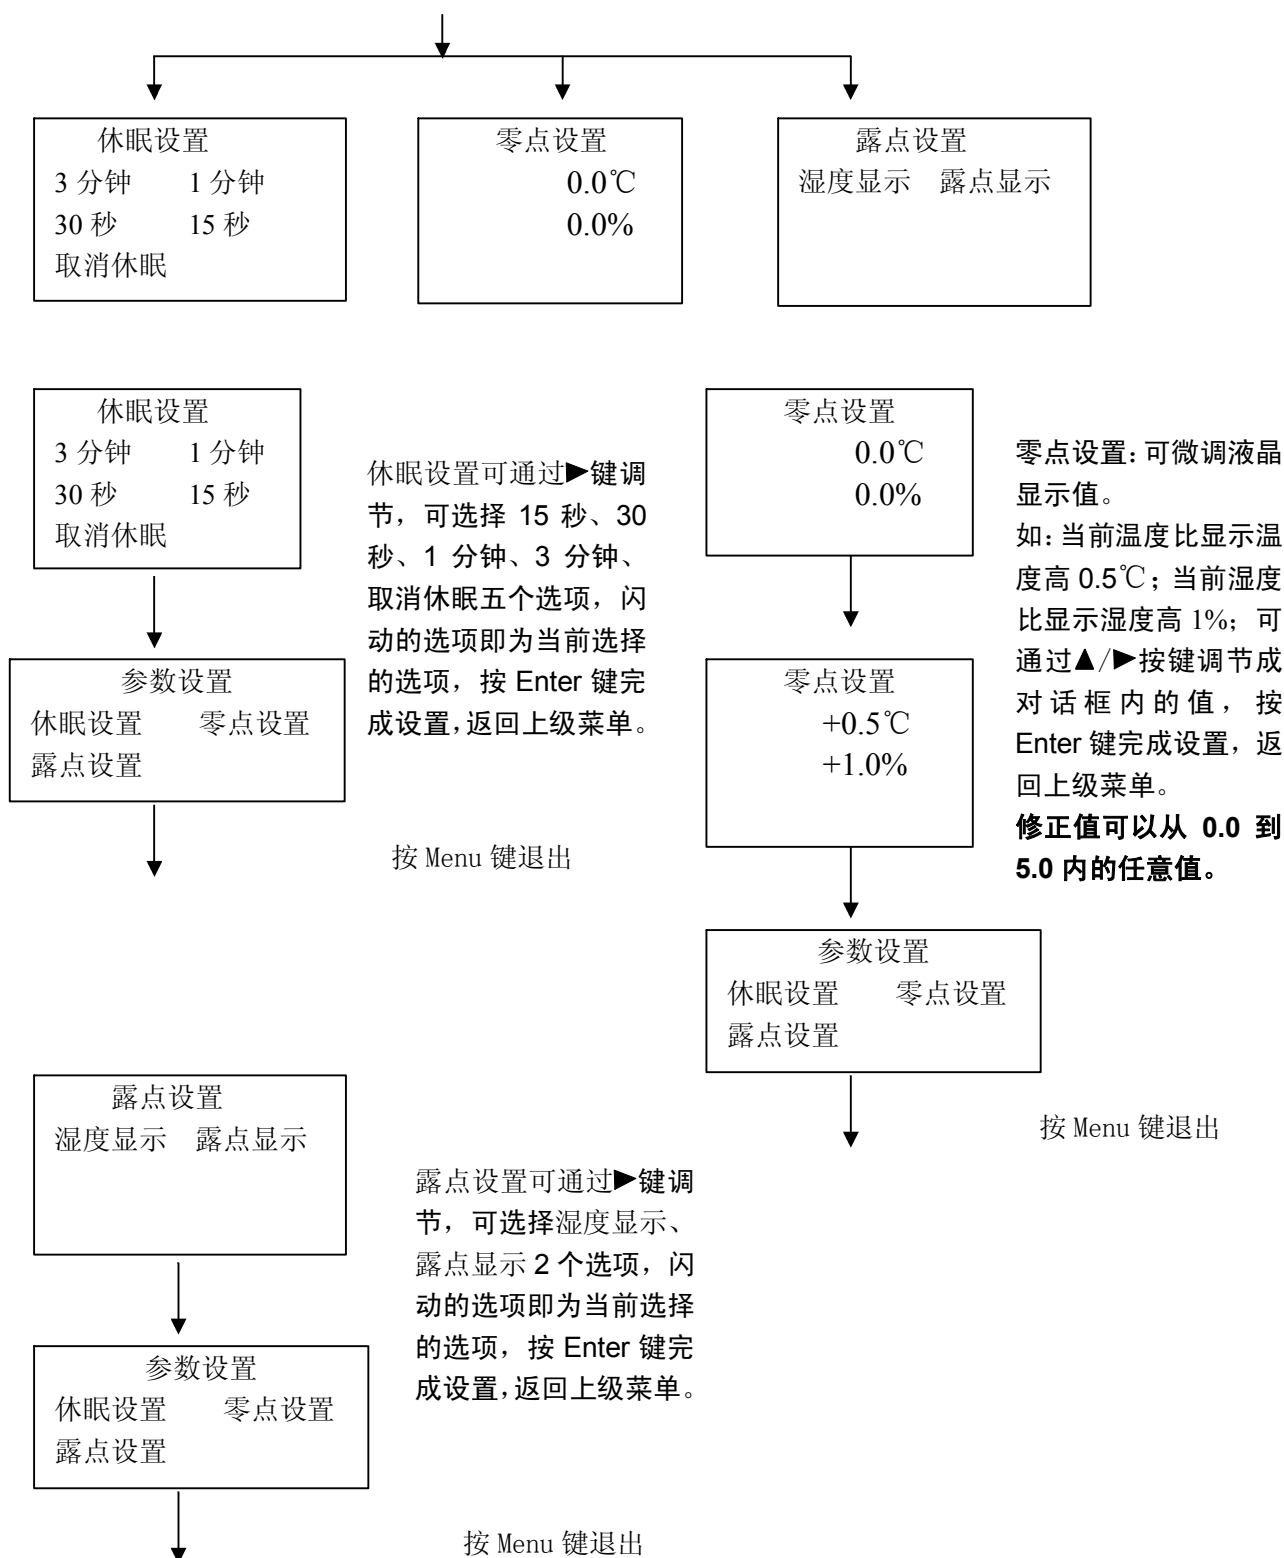 休眠设置
3 分钟 1 分钟
30 秒 15 秒
取消休眠
零点设置
0.0℃
0.0%
露点设置
湿度显示 露点显示
休眠设置
3 分钟 1 分钟
30 秒 15 秒
取消休眠
休眠设置可通过▶键调
节，可选择 15 秒、30
秒、1 分钟、3 分钟、
取消休眠五个选项，闪
动的选项即为当前选择
的选项，按 Enter 键完
成设置，返回上级菜单。
参数设置
休眠设置 零点设置
露点设置
按 Menu 键退出
零点设置
0.0℃
0.0%
零点设置
+0.5℃
+1.0%
零点设置：可微调液晶
显示值。
如：当前温度比显示温
度高 0.5℃；当前湿度
比显示湿度高 1%；可
通过▲/▶按键调节成
对话框内的值，按
Enter 键完成设置，返
回上级菜单。
修正值可以从 0.0 到
5.0 内的任意值。
参数设置
休眠设置 零点设置
露点设置
按 Menu 键退出
露点设置
湿度显示 露点显示
露点设置可通过▶键调
节，可选择湿度显示、
露点显示 2 个选项，闪
动的选项即为当前选择
的选项，按 Enter 键完
成设置，返回上级菜单。
参数设置
休眠设置 零点设置
露点设置
按 Menu 键退出